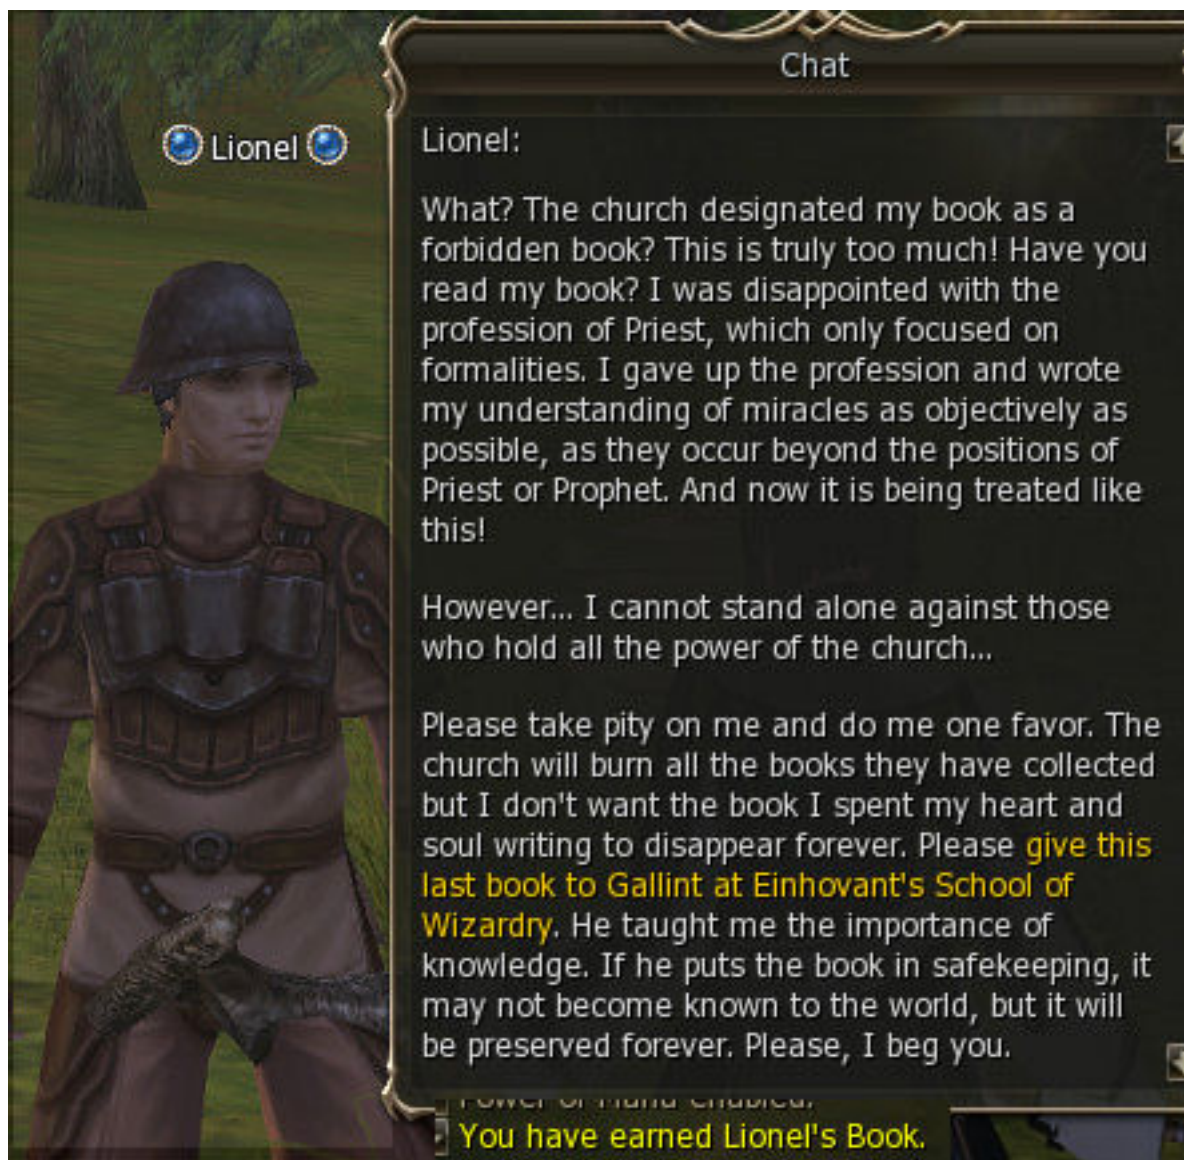 Chat
Lionel
Lionel:
What? The church designated my book as a
forbidden book? This is truly too much! Have you
read my book? I was disappointed with the
profession of Priest, which only focused on
formalities. I gave up the profession and wrote
my understanding of miracles as objectively as
possible, as they occur beyond the positions of
Priest or Prophet. And now it is being treated like
this!
However... I cannot stand alone against those
who hold all the power of the church...
Please take pity on me and do me one favor. The
church will burn all the books they have collected
but I don't want the book I spent my heart and
soul writing to disappear forever. Please give this
last book to Gallint at Einhovant's School of
Wizardry. He taught me the importance of
knowledge. If he puts the book in safekeeping, it
may not become known to the world, but it will
be preserved forever. Please, I beg you.
You have earned Lionel's Book.